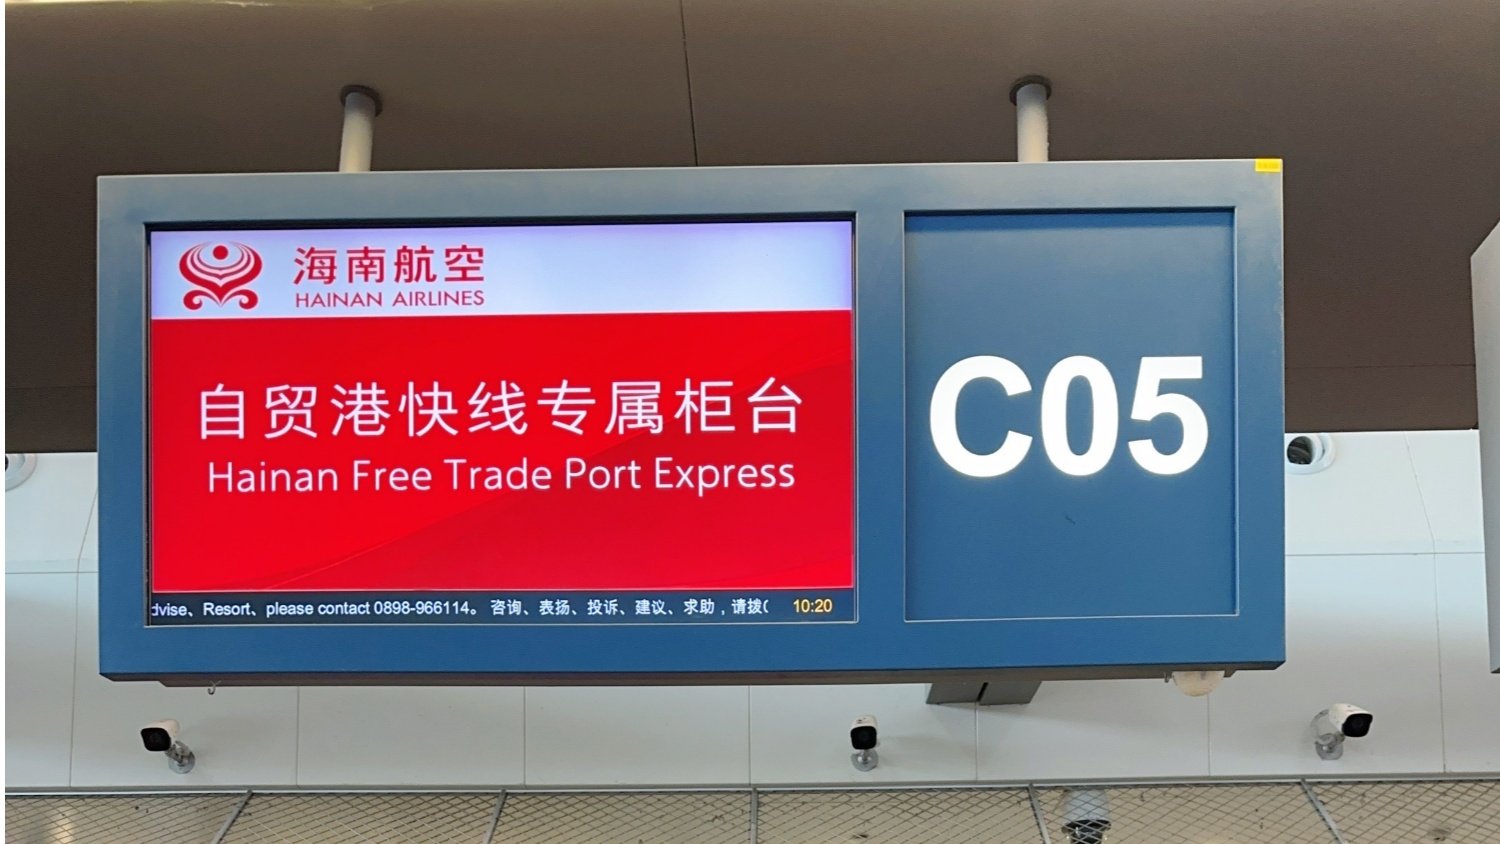 海南航空
HAINAN AIRLINES
自贸港快线专属柜台
Hainan Free Trade Port Express
dvise、Resort、please contact 0898-966114。 咨询、表扬、投诉、建议、求助，请拨 10:20
C05